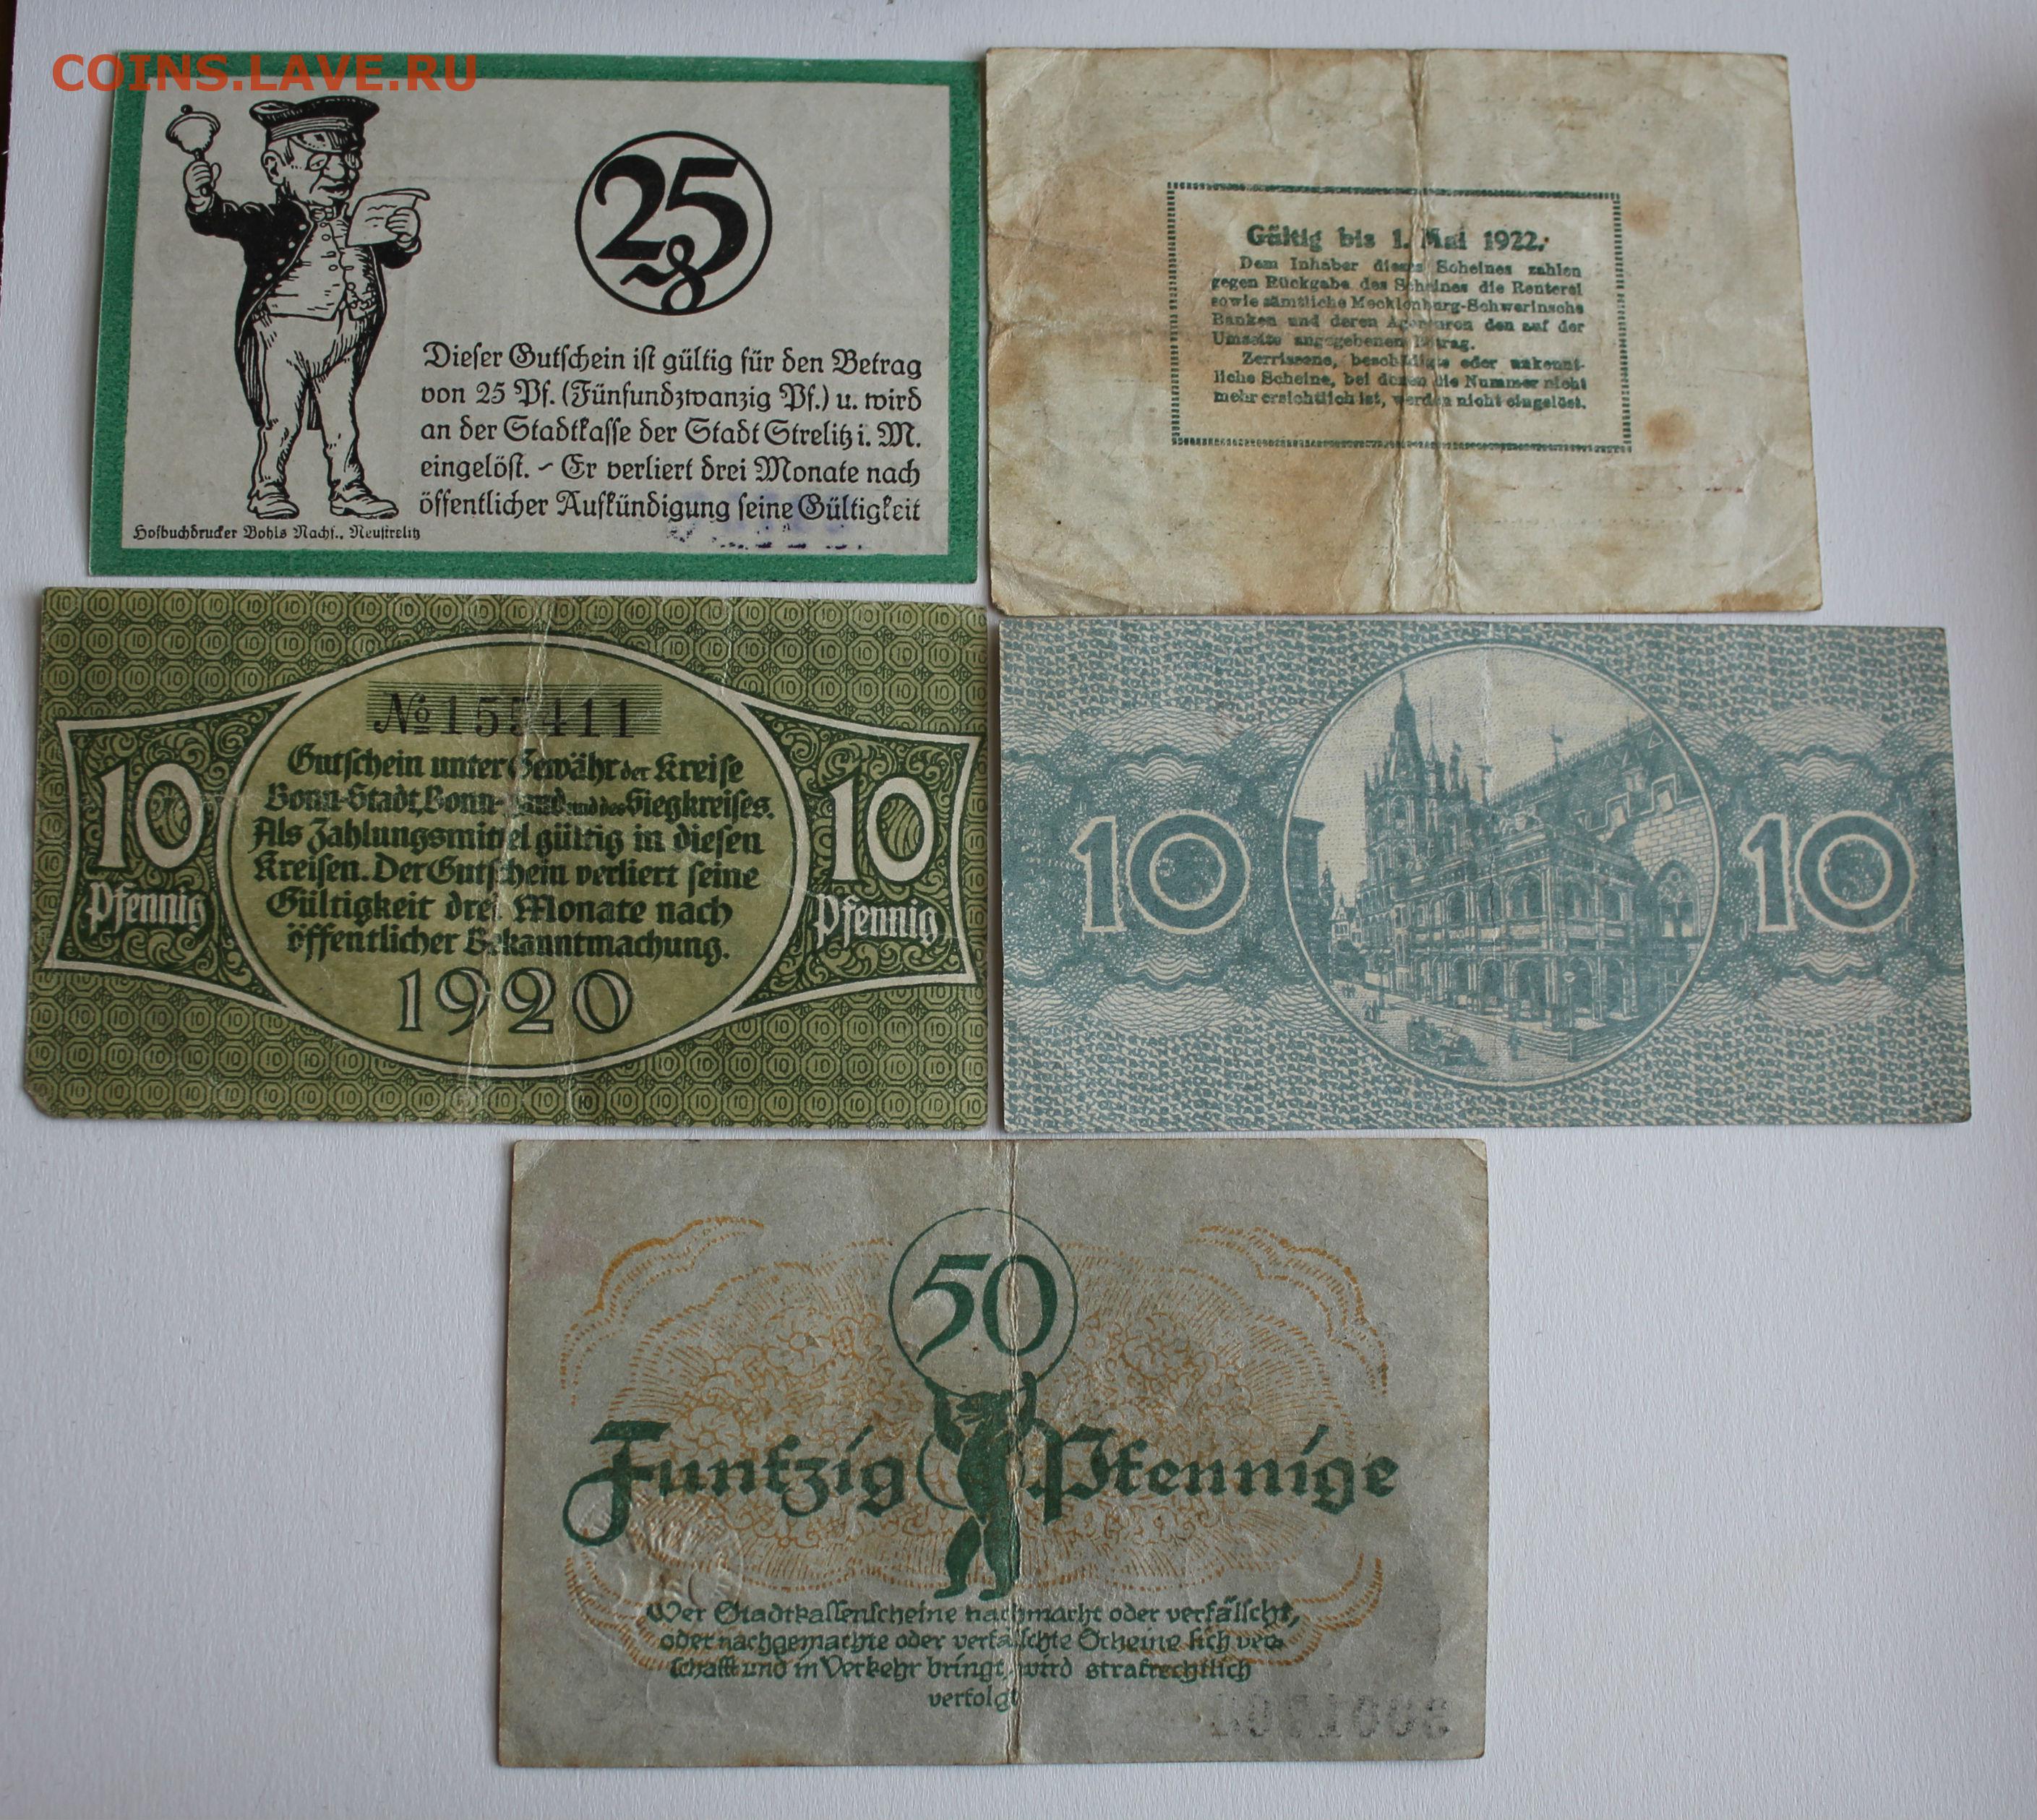 COINS.LAVE.RU
25
₰
Dieser Gutschein ist gültig für den Betrag
von 25 Pf. (Fünfundzwanzig Pf.) u. wird
an der Stadtkasse der Stadt Strelitz i. M.
eingelöst. ~ Er verliert drei Monate nach
öffentlicher Aufkündigung seine Gültigkeit
Hofbuchdrucker Bohls Nachf., Neustrelitz
Gültig bis 1. Mai 1922.
Dem Inhaber dieses Scheines zahlen
gegen Rückgabe des Scheines die Renterei
sowie sämtliche Mecklenburg-Schwerinsche
Banken und deren Agenturen den auf der
Umseite angegebenen Betrag.
Zerrissene, beschädigte oder unkennt-
liche Scheine, bei denen die Nummer nicht
mehr ersichtlich ist, werden nicht eingelöst.
№ 155411
Gutschein unter Gewähr der Kreise
Bonn-Stadt, Bonn-Land und des Siegkreises.
Als Zahlungsmittel gültig in diesen
Kreisen. Der Gutschein verliert seine
Gültigkeit drei Monate nach
öffentlicher Bekanntmachung.
1920
10
Pfennig
10
Pfennig
10
10
50
Funfzig Pfennige
Wer Stadtkassenscheine nachmacht oder verfälscht,
oder nachgemachte oder verfälschte Scheine sich ver-
schafft und in Verkehr bringt, wird strafrechtlich
verfolgt